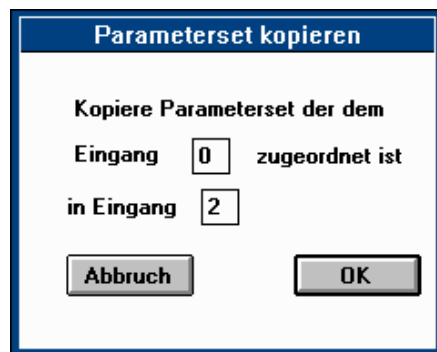 Parameterset kopieren
Kopiere Parameterset der dem
Eingang 0 zugeordnet ist
in Eingang 2
Abbruch OK